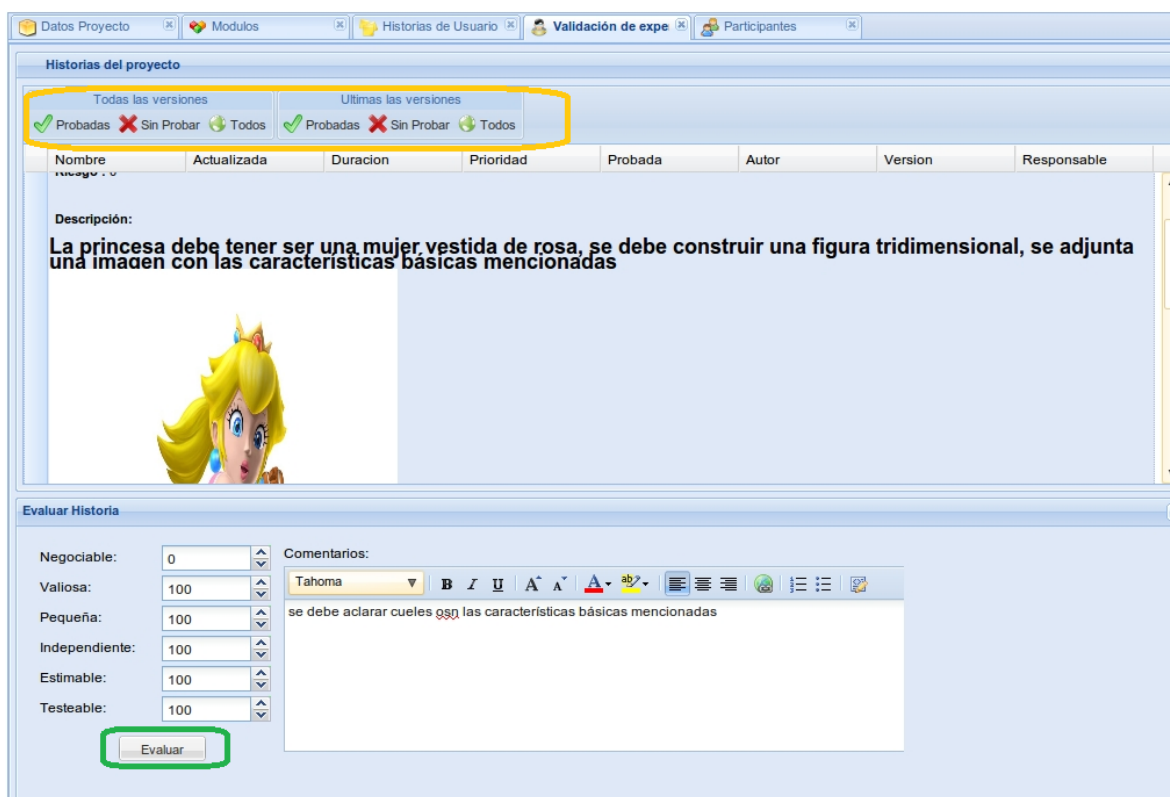 Datos Proyecto Modulos Historias de Usuario Validación de expe Participantes
Historias del proyecto
Todas las versiones Ultimas las versiones
Probadas Sin Probar Todos Probadas Sin Probar Todos
Nombre Actualizada Duracion Prioridad Probada Autor Version Responsable
Riesgo : 0
Descripción:
La princesa debe tener ser una mujer vestida de rosa, se debe construir una figura tridimensional, se adjunta
una imagen con las características básicas mencionadas
Evaluar Historia
Negociable: 0 Comentarios:
Tahoma B I U A A A ab
Valiosa: 100
se debe aclarar cueles osn las características básicas mencionadas
Pequeña: 100
Independiente: 100
Estimable: 100
Testeable: 100
Evaluar